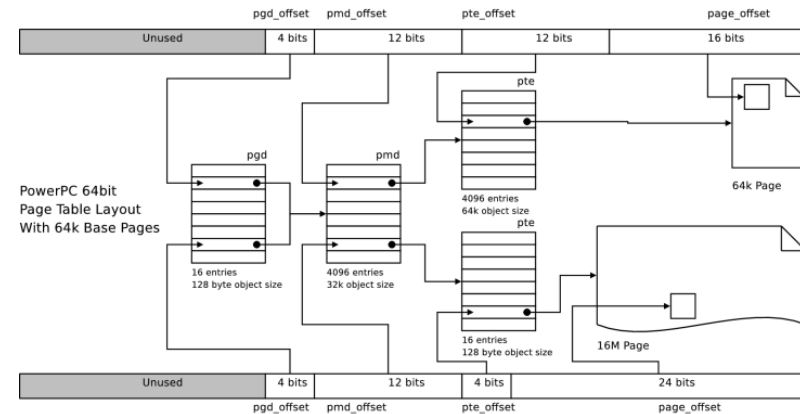 pgd_offset pmd_offset pte_offset page_offset
Unused 4 bits 12 bits 12 bits 16 bits
pte
pgd pmd
64k Page
PowerPC 64bit
Page Table Layout
With 64k Base Pages
4096 entries
64k object size
pte
16 entries
128 byte object size
4096 entries
32k object size
16 entries
128 byte object size
16M Page
Unused 4 bits 12 bits 4 bits 24 bits
pgd_offset pmd_offset pte_offset page_offset